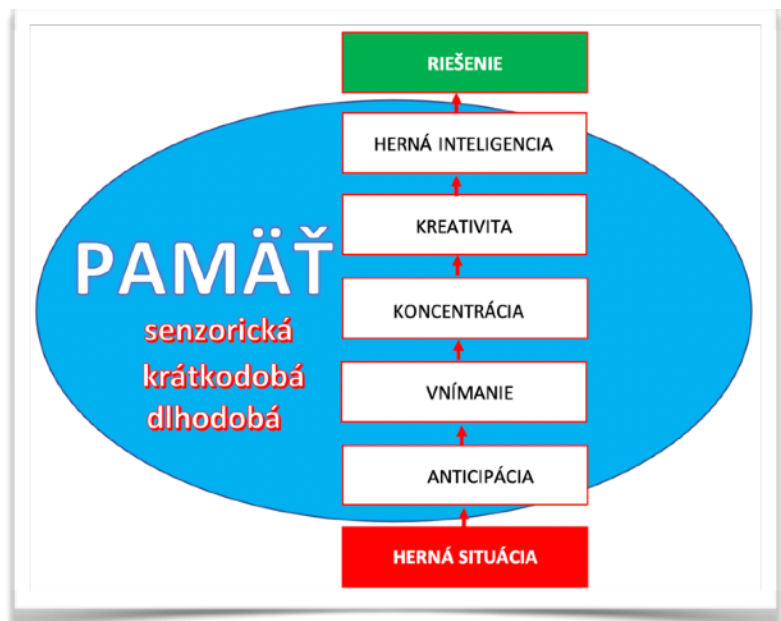 RIEŠENIE
HERNÁ INTELIGENCIA
KREATIVITA
PAMÄŤ
senzorická
krátkodobá
dlhodobá
KONCENTRÁCIA
VNÍMANIE
ANTICIPÁCIA
HERNÁ SITUÁCIA